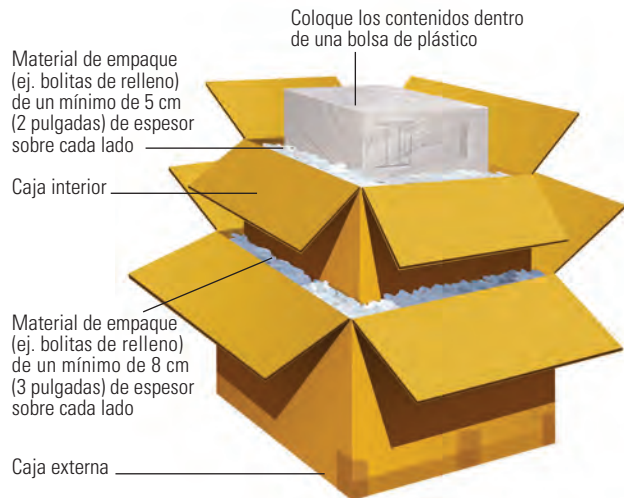 Coloque los contenidos dentro
de una bolsa de plástico
Material de empaque
(ej. bolitas de relleno)
de un mínimo de 5 cm
(2 pulgadas) de espesor
sobre cada lado
Caja interior
Material de empaque
(ej. bolitas de relleno)
de un mínimo de 8 cm
(3 pulgadas) de espesor
sobre cada lado
Caja externa